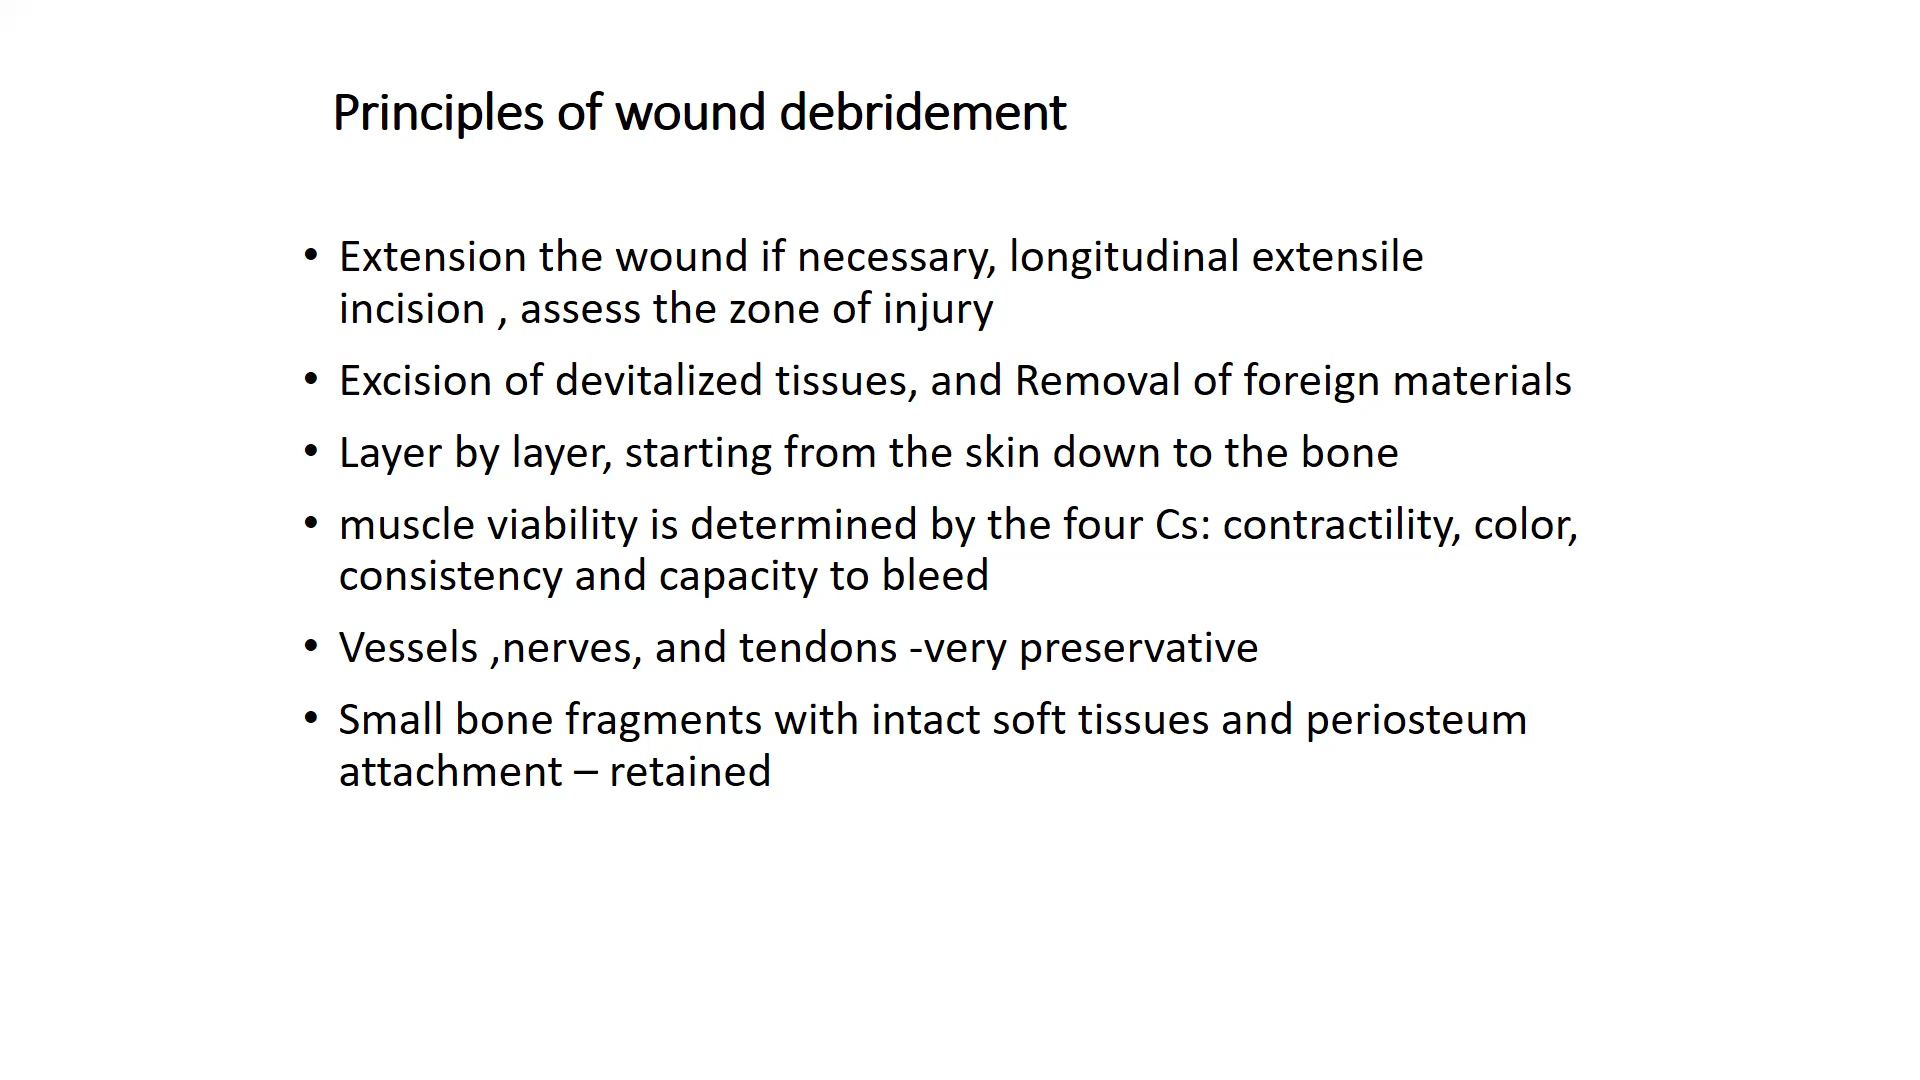 Principles of wound debridement
• Extension the wound if necessary, longitudinal extensile
incision , assess the zone of injury
• Excision of devitalized tissues, and Removal of foreign materials
• Layer by layer, starting from the skin down to the bone
• muscle viability is determined by the four Cs: contractility, color,
consistency and capacity to bleed
• Vessels ,nerves, and tendons -very preservative
• Small bone fragments with intact soft tissues and periosteum
attachment – retained